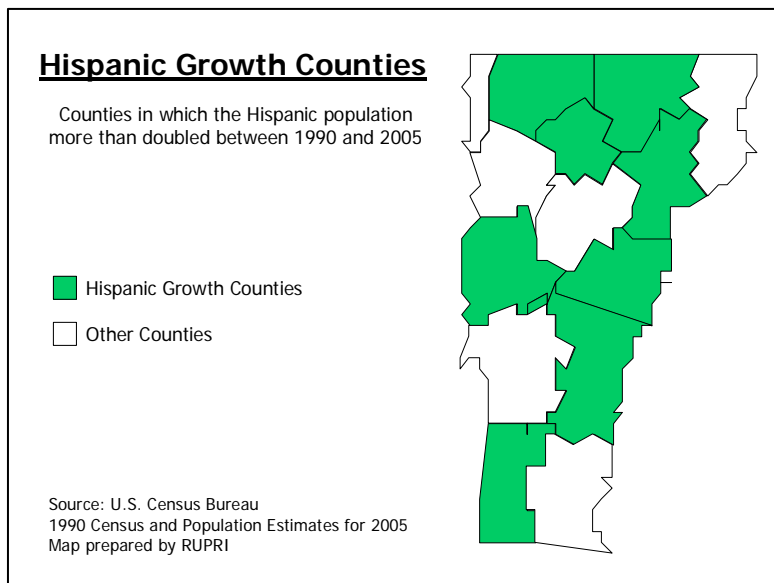 Hispanic Growth Counties
Counties in which the Hispanic population
more than doubled between 1990 and 2005
Hispanic Growth Counties
Other Counties
Source: U.S. Census Bureau
1990 Census and Population Estimates for 2005
Map prepared by RUPRI